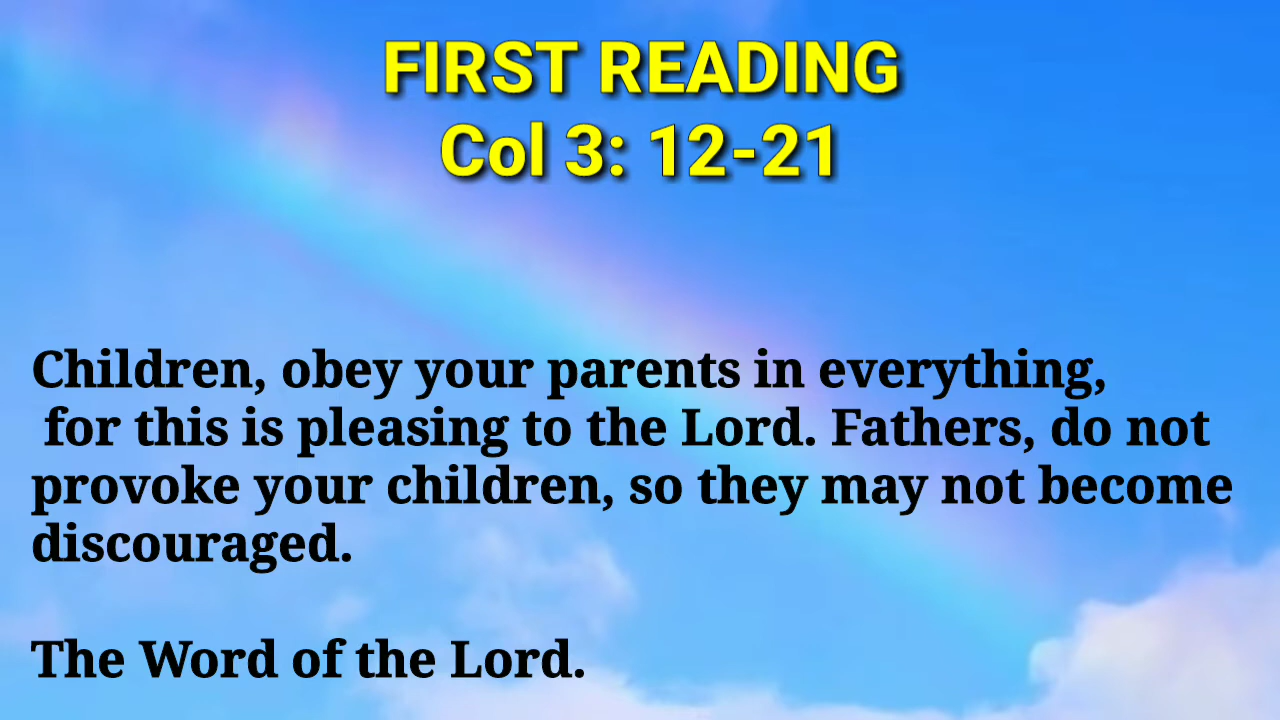 FIRST READING
Col 3: 12-21
Children, obey your parents in everything,
for this is pleasing to the Lord. Fathers, do not
provoke your children, so they may not become
discouraged.
The Word of the Lord.